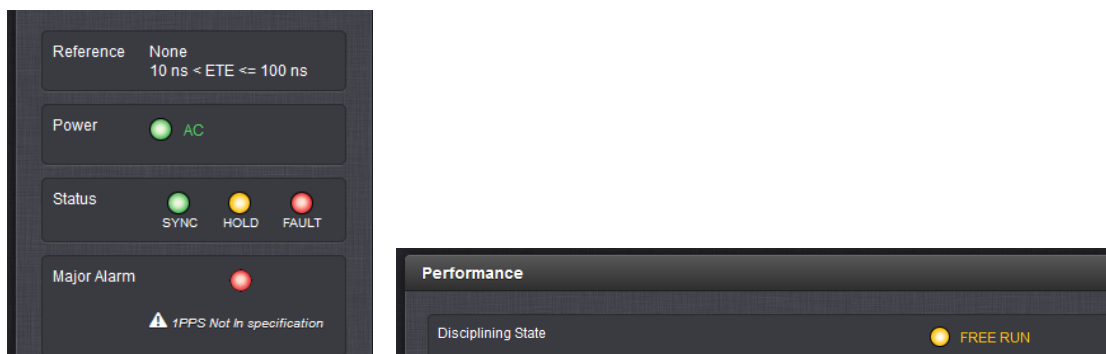 Reference None
10 ns < ETE <= 100 ns
Power AC
Status
SYNC HOLD FAULT
Major Alarm
1PPS Not In specification
Performance
Disciplining State FREE RUN